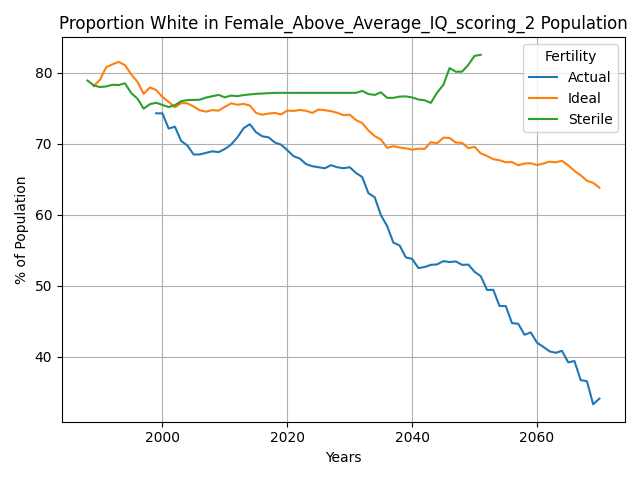 Proportion White in Female_Above_Average_IQ_scoring_2 Population
Fertility
Actual
Ideal
Sterile
% of Population
80
70
60
50
40
2000
2020
2040
2060
Years